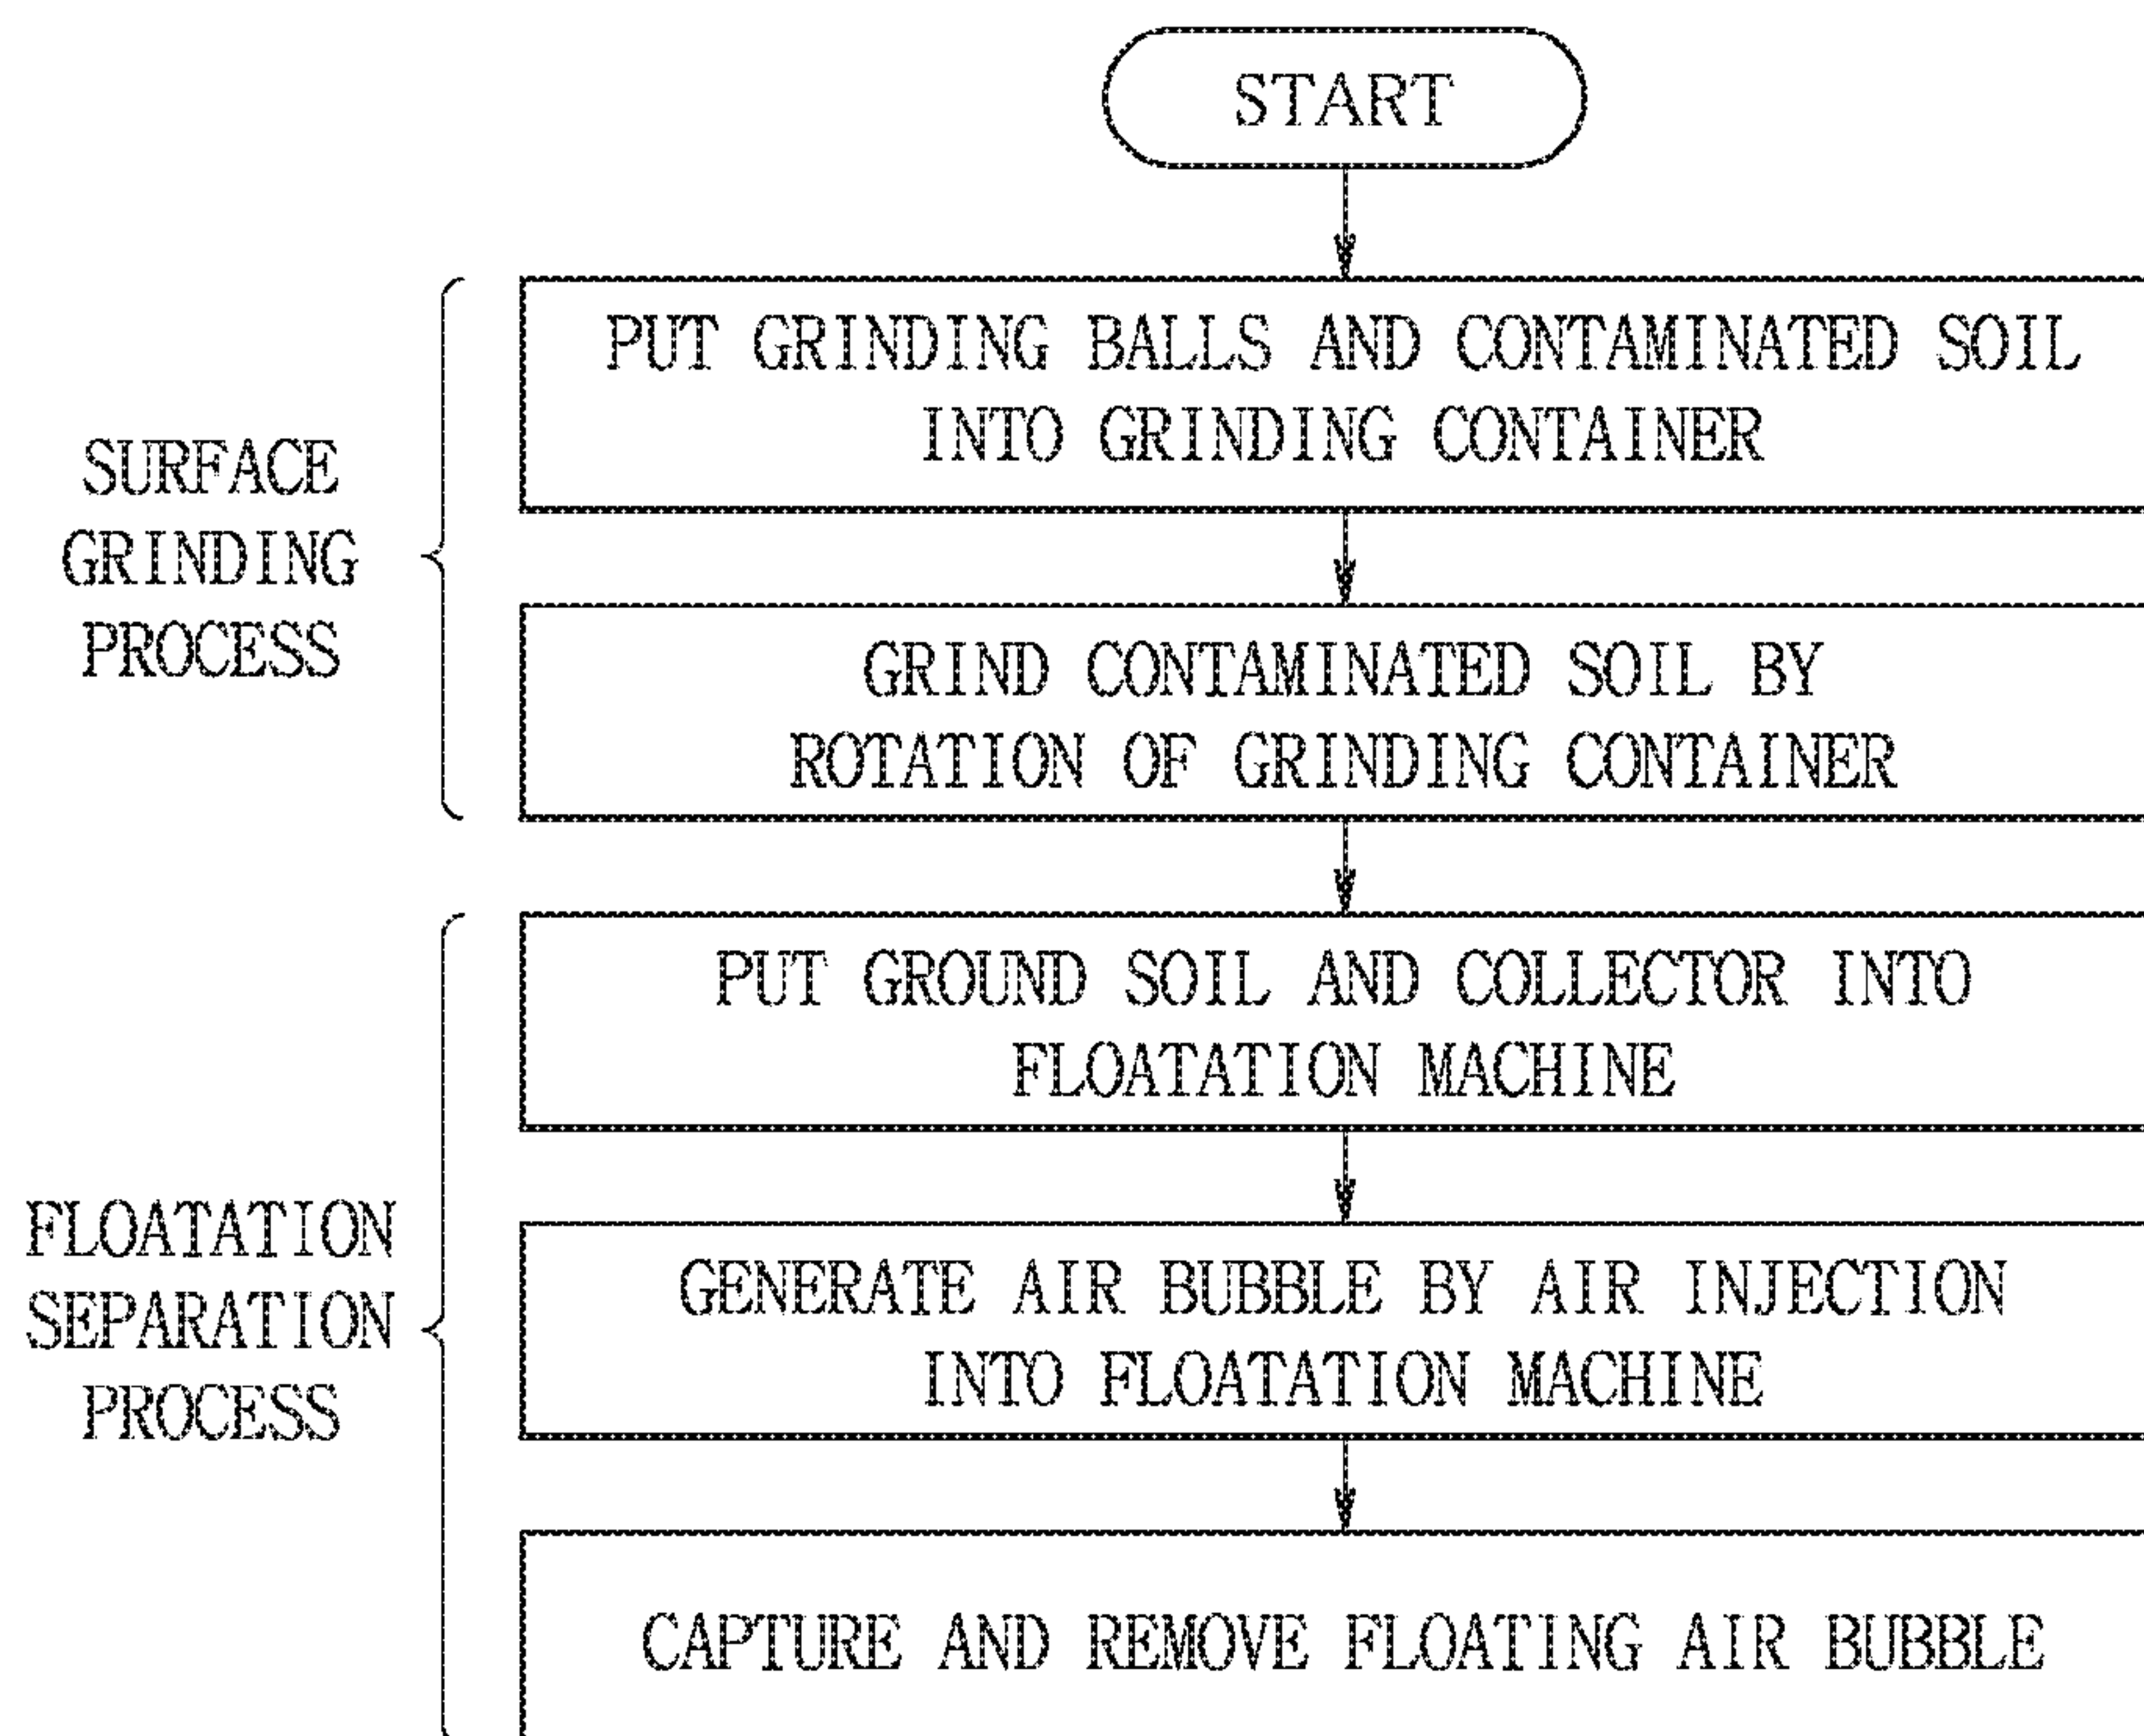 START
PUT GRINDING BALLS AND CONTAMINATED SOIL
INTO GRINDING CONTAINER
SURFACE
GRINDING
PROCESS
GRIND CONTAMINATED SOIL BY
ROTATION OF GRINDING CONTAINER
PUT GROUND SOIL AND COLLECTOR INTO
FLOATATION MACHINE
FLOATATION
SEPARATION
PROCESS
GENERATE AIR BUBBLE BY AIR INJECTION
INTO FLOATATION MACHINE
CAPTURE AND REMOVE FLOATING AIR BUBBLE